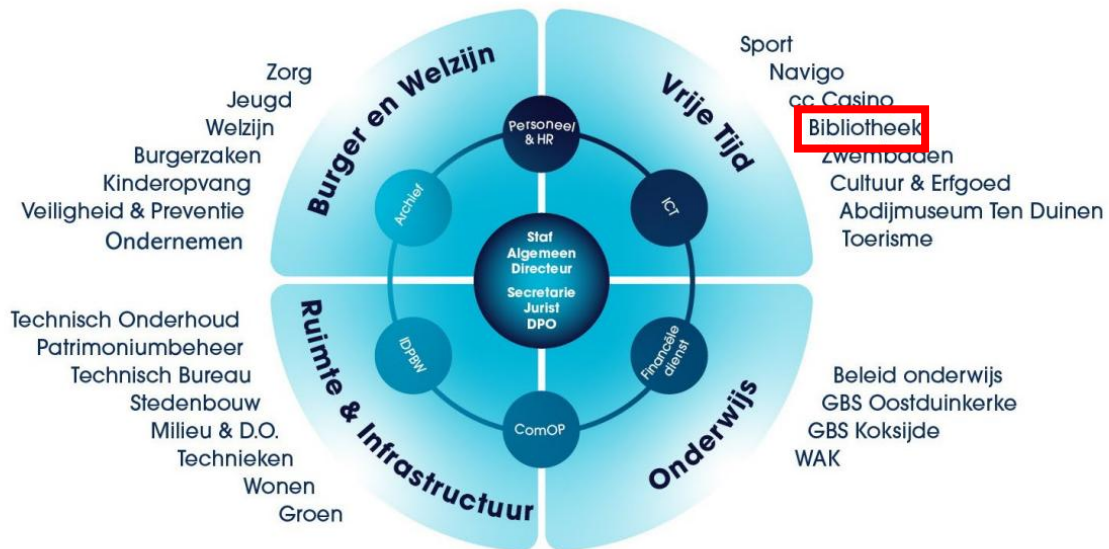 Burger en Welzijn
Zorg
Jeugd
Welzijn
Burgerzaken
Kinderopvang
Veiligheid & Preventie
Ondernemen
Vrije Tijd
Sport
Navigo
cc Casino
Bibliotheek
Zwembaden
Cultuur & Erfgoed
Abdijmuseum Ten Duinen
Toerisme
Personeel
& HR
Archief
ICT
Staf
Algemeen
Directeur
Secretarie
Jurist
DPO
IDPBW
Financiële
dienst
ComOP
Ruimte & Infrastructuur
Technisch Onderhoud
Patrimoniumbeheer
Technisch Bureau
Stedenbouw
Milieu & D.O.
Technieken
Wonen
Groen
Onderwijs
Beleid onderwijs
GBS Oostduinkerke
GBS Koksijde
WAK